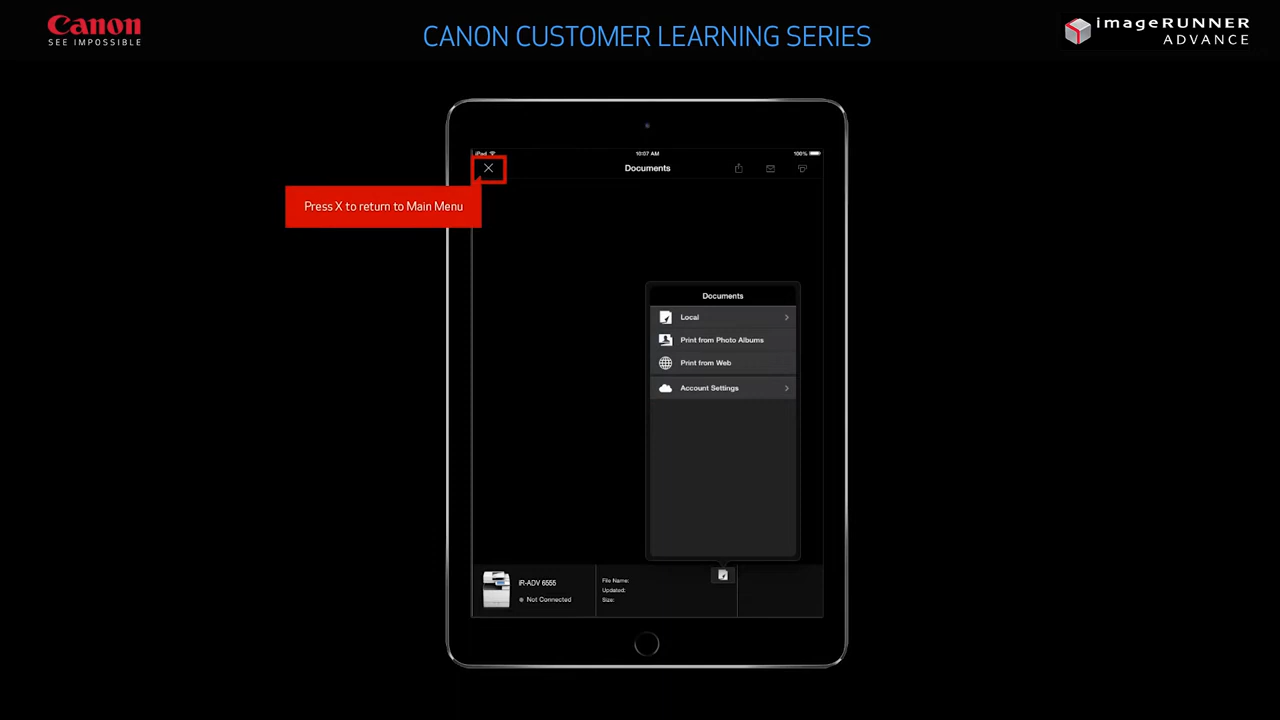 Canon
SEE IMPOSSIBLE
CANON CUSTOMER LEARNING SERIES
imageRUNNER
ADVANCE
iPad
10:07 AM
100%
Documents
Press X to return to Main Menu
Documents
Local
Print from Photo Albums
Print from Web
Account Settings
iR-ADV 6555
Not Connected
File Name:
Updated:
Size: